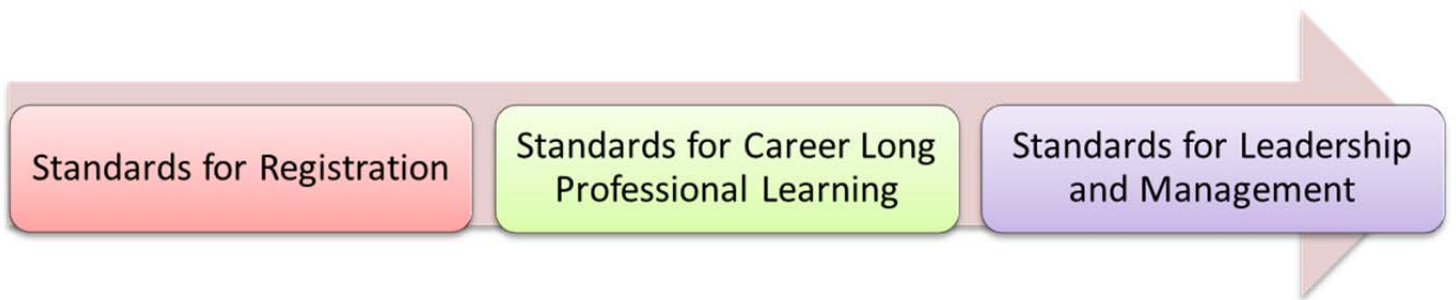 Standards for Registration
Standards for Career Long
Professional Learning
Standards for Leadership
and Management